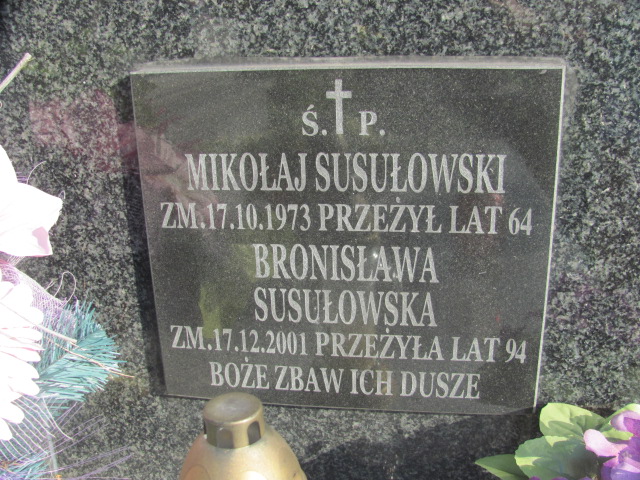 Ś. P.
MIKOŁAJ SUSUŁOWSKI
ZM.17.10.1973 PRZEŻYŁ LAT 64
BRONISŁAWA
SUSUŁOWSKA
ZM.17.12.2001 PRZEŻYŁA LAT 94
BOŻE ZBAW ICH DUSZE